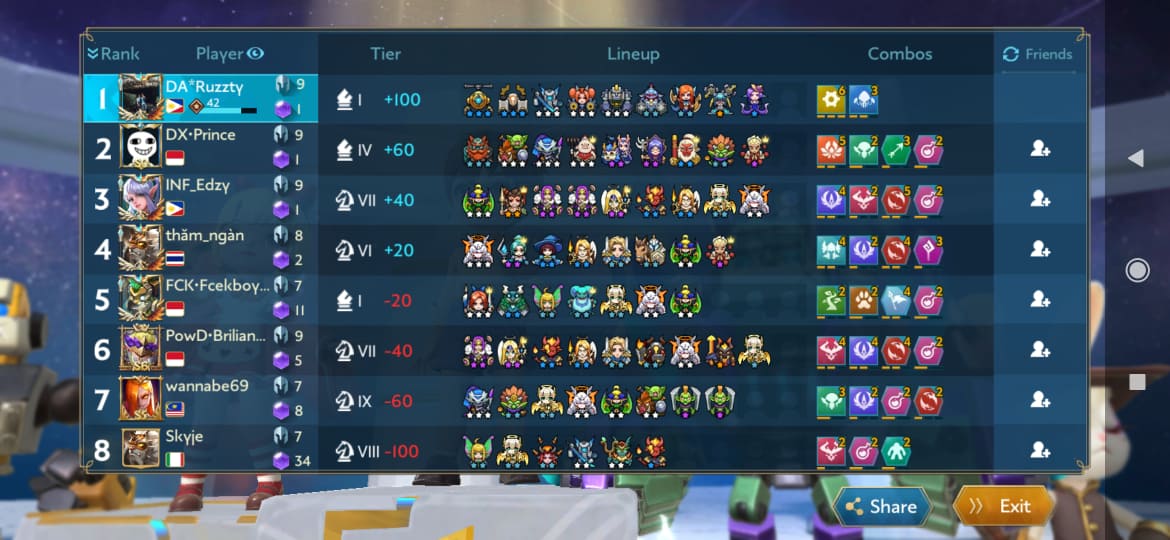 Rank Player Tier Lineup Combos Friends
1 DA*Ruzzty 42 9 1 I +100 6 3
2 DX•Prince 9 1 IV +60 5 2 3 2
3 INF_Edzy 9 1 VII +40 4 2 5 2
4 thăm_ngàn 8 2 VI +20 4 2 4 3
5 FCK•Fcekboy... 7 11 I -20 2 2 4 2
6 PowD•Brilian... 9 5 VII -40 4 4 4 2
7 wannabe69 7 8 IX -60 3 2 2 2
8 Skyje 7 34 VIII -100 2 2 2
Share Exit